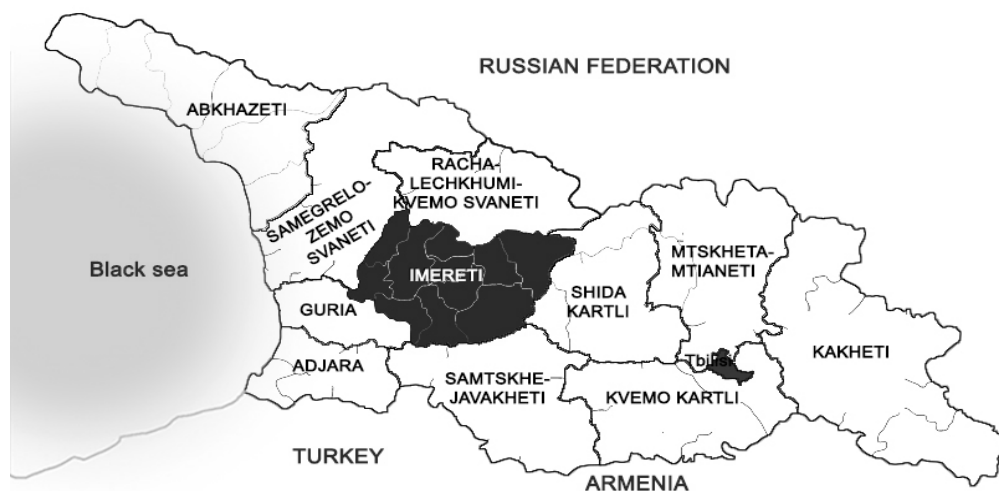 RUSSIAN FEDERATION
ABKHAZETI
RACHA-
LECHKHUMI-
KVEMO SVANETI
SAMEGRELO-
ZEMO
SVANETI
Black sea
IMERETI
MTSKHETA-
MTIANETI
SHIDA
KARTLI
GURIA
KAKHETI
ADJARA
Tbilisi
SAMTSKHE-
JAVAKHETI
KVEMO KARTLI
TURKEY
ARMENIA